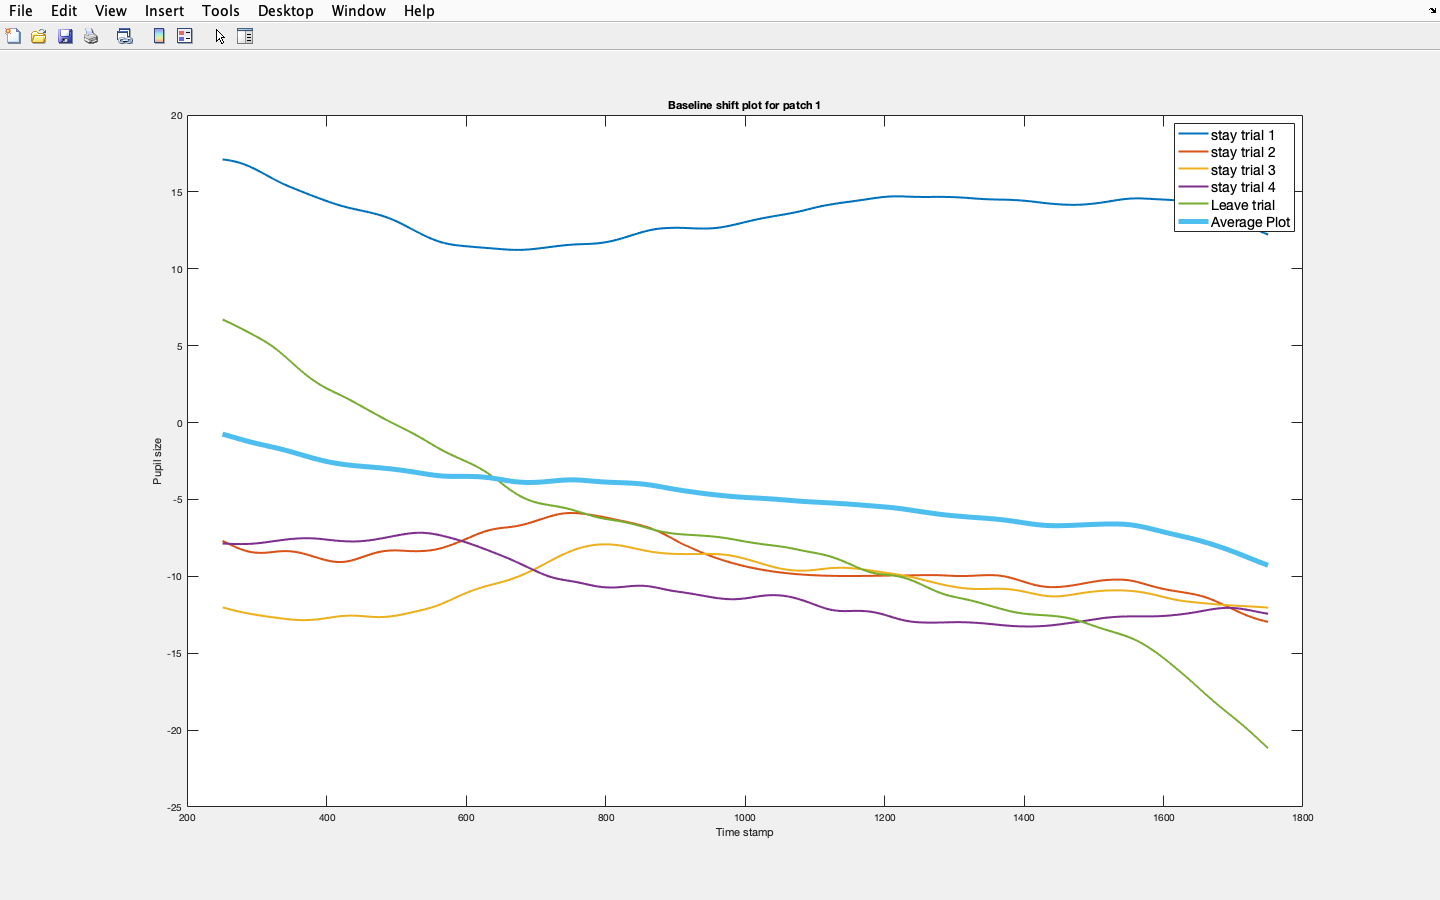 File Edit View Insert Tools Desktop Window Help
Baseline shift plot for patch 1
20
15
10
5
0
-5
-10
-15
-20
-25
Pupil size
stay trial 1
stay trial 2
stay trial 3
stay trial 4
Leave trial
Average Plot
200 400 600 800 1000 1200 1400 1600 1800
Time stamp